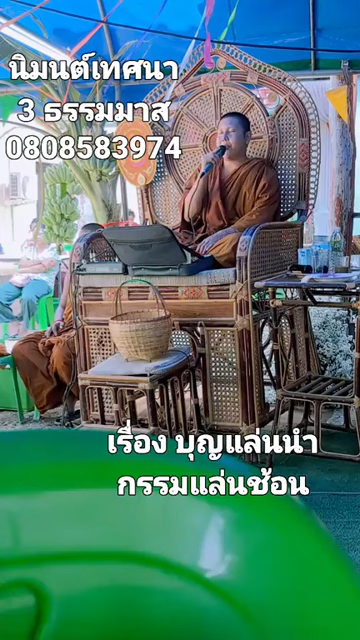 นิมนต์เทศนา
3 ธรรมมาส
0808583974
เรื่อง บุญแล่นนำ
กรรมแล่นซ้อน